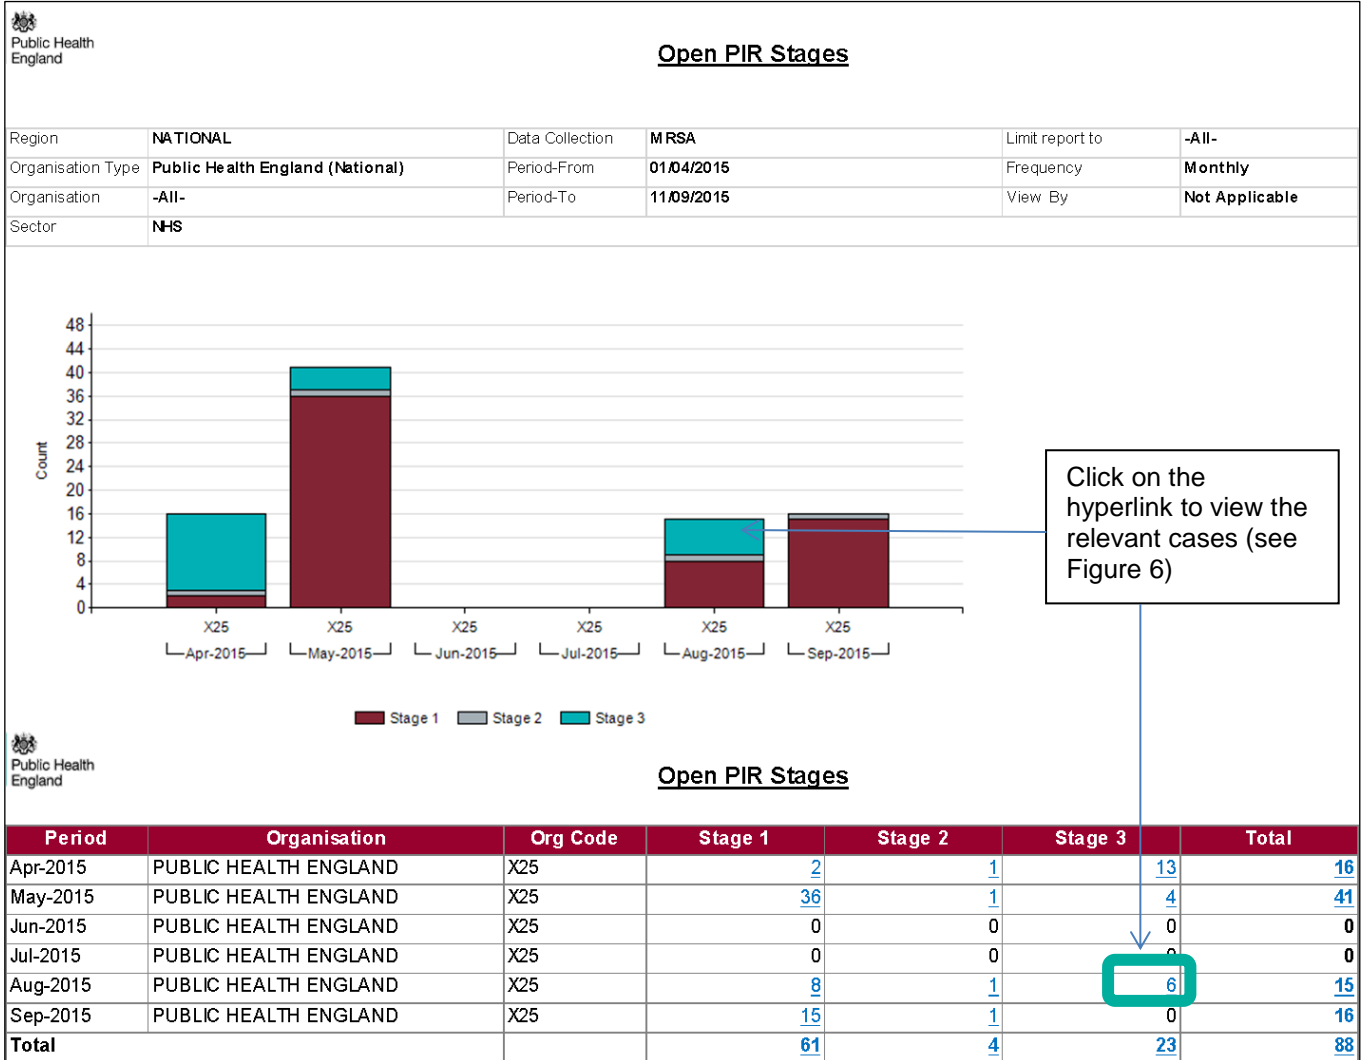 Public Health
England
Open PIR Stages
Region NATIONAL Data Collection MRSA Limit report to -All-
Organisation Type Public Health England (National) Period-From 01/04/2015 Frequency Monthly
Organisation -All- Period-To 11/09/2015 View By Not Applicable
Sector NHS
48
44
40
36
32
28
24
20
16
12
8
4
0
Count
Click on the
hyperlink to view the
relevant cases (see
Figure 6)
X25 X25 X25 X25 X25 X25
Apr-2015 May-2015 Jun-2015 Jul-2015 Aug-2015 Sep-2015
Stage 1 Stage 2 Stage 3
Public Health
England
Open PIR Stages
Period Organisation Org Code Stage 1 Stage 2 Stage 3 Total
Apr-2015 PUBLIC HEALTH ENGLAND X25 2 1 13 16
May-2015 PUBLIC HEALTH ENGLAND X25 36 1 4 41
Jun-2015 PUBLIC HEALTH ENGLAND X25 0 0 0 0
Jul-2015 PUBLIC HEALTH ENGLAND X25 0 0 0 0
Aug-2015 PUBLIC HEALTH ENGLAND X25 8 1 6 15
Sep-2015 PUBLIC HEALTH ENGLAND X25 15 1 0 16
Total 61 4 23 88